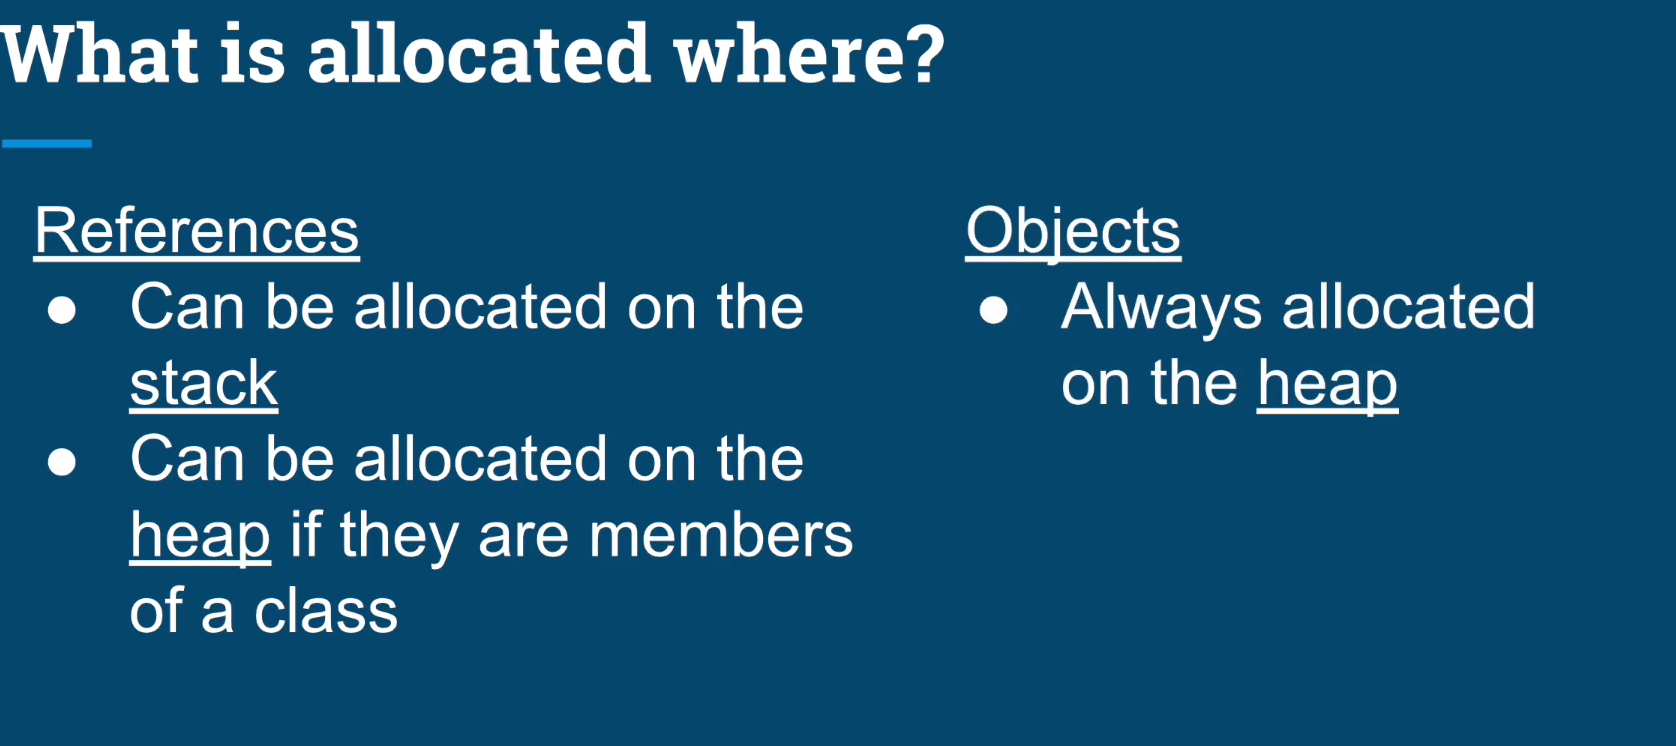 What is allocated where?
References
● Can be allocated on the
stack
● Can be allocated on the
heap if they are members
of a class
Objects
● Always allocated
on the heap